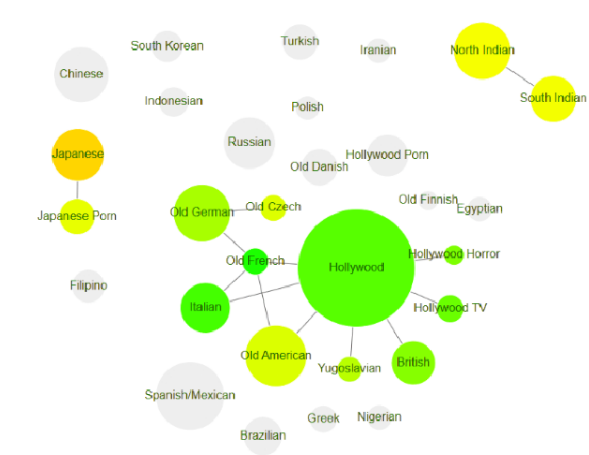 South Korean
Turkish
Iranian
North Indian
Chinese
South Indian
Indonesian
Polish
Russian
Japanese
Hollywood Porn
Old Danish
Old Finnish
Egyptian
Old Czech
Old German
Japanese Porn
Hollywood Horror
Old French
Hollywood
Filipino
Italian
Hollywood TV
Old American
British
Yugoslavian
Spanish/Mexican
Greek
Nigerian
Brazilian